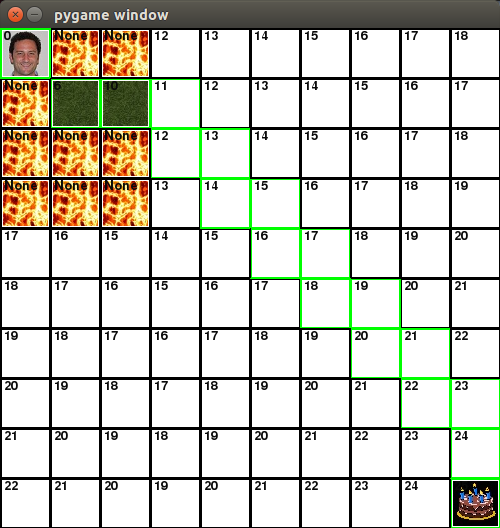 pygame window
0 None None 12 13 14 15 16 17 18
None 6 10 11 12 13 14 15 16 17
None None None 12 13 14 15 16 17 18
None None None 13 14 15 16 17 18 19
17 16 15 14 15 16 17 18 19 20
18 17 16 15 16 17 18 19 20 21
19 18 17 16 17 18 19 20 21 22
20 19 18 17 18 19 20 21 22 23
21 20 19 18 19 20 21 22 23 24
22 21 20 19 20 21 22 23 24